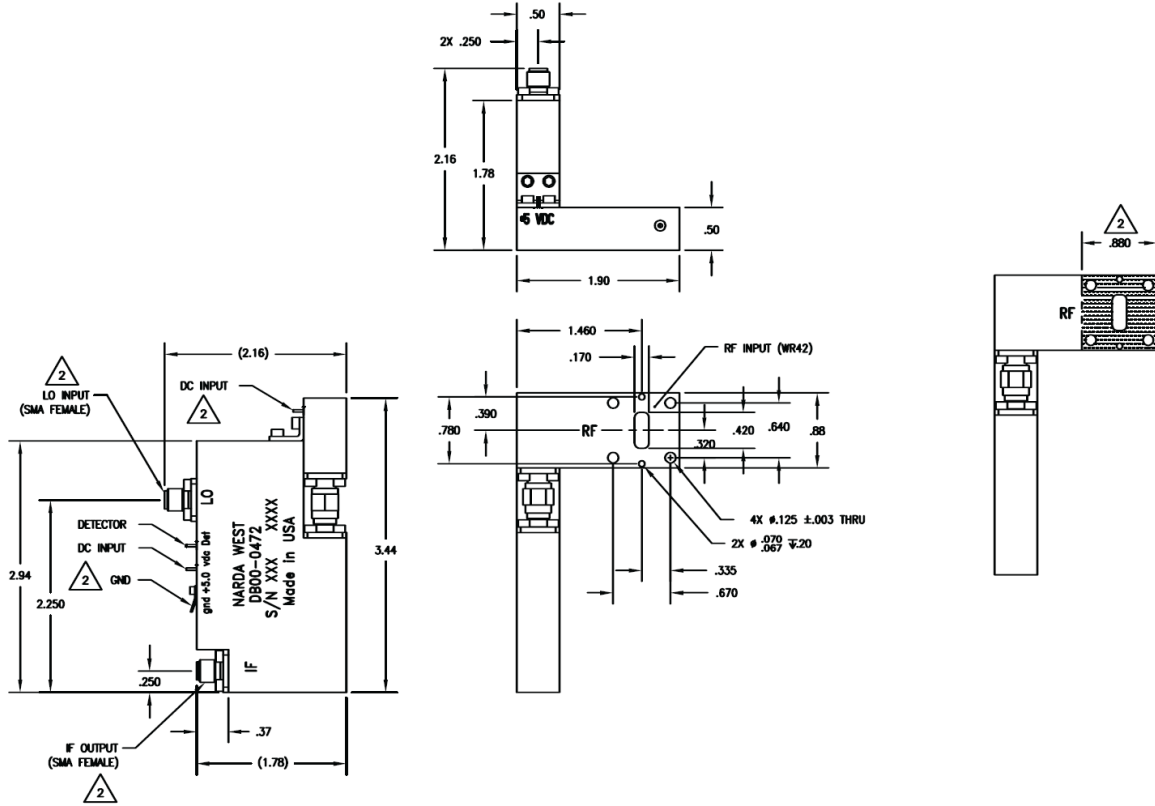 .50
2X .250
2.16
1.78
+5 VDC
.50
1.90
2
.880
RF
1.460
.170
RF INPUT (WR42)
.390
.780
RF
.320
.420
.640
.88
4X ø.125 ±.003 THRU
2X ø .070 ↧.20
.067
.335
.670
(2.16)
2
LO INPUT
(SMA FEMALE)
DC INPUT
2
LO
DETECTOR
DC INPUT
2
GND
gnd +5.0 vdc Det
NARDA WEST
DB00-0472
S/N XXX XXXX
Made in USA
2.94
2.250
3.44
IF
.250
.37
IF OUTPUT
(SMA FEMALE)
2
(1.78)